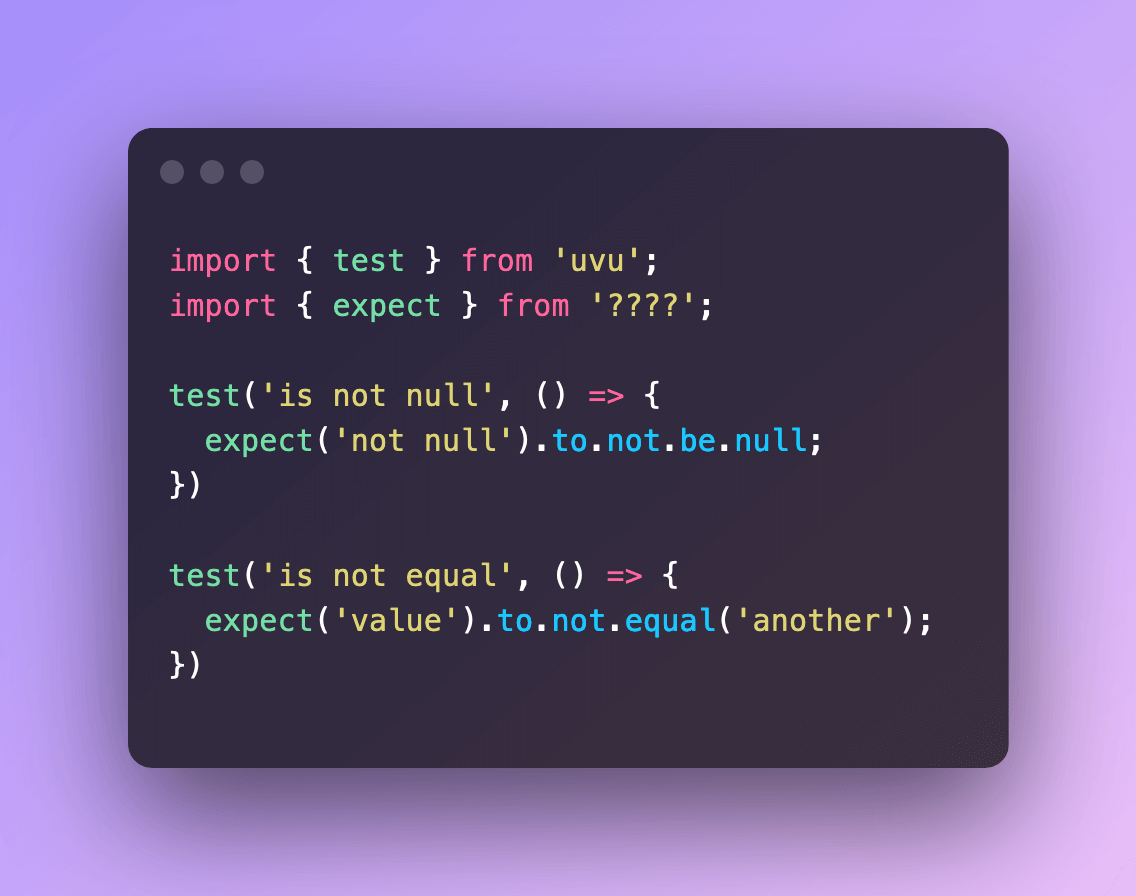 import { test } from 'uvu';
import { expect } from '????';
test('is not null', () => {
  expect('not null').to.not.be.null;
})
test('is not equal', () => {
  expect('value').to.not.equal('another');
})